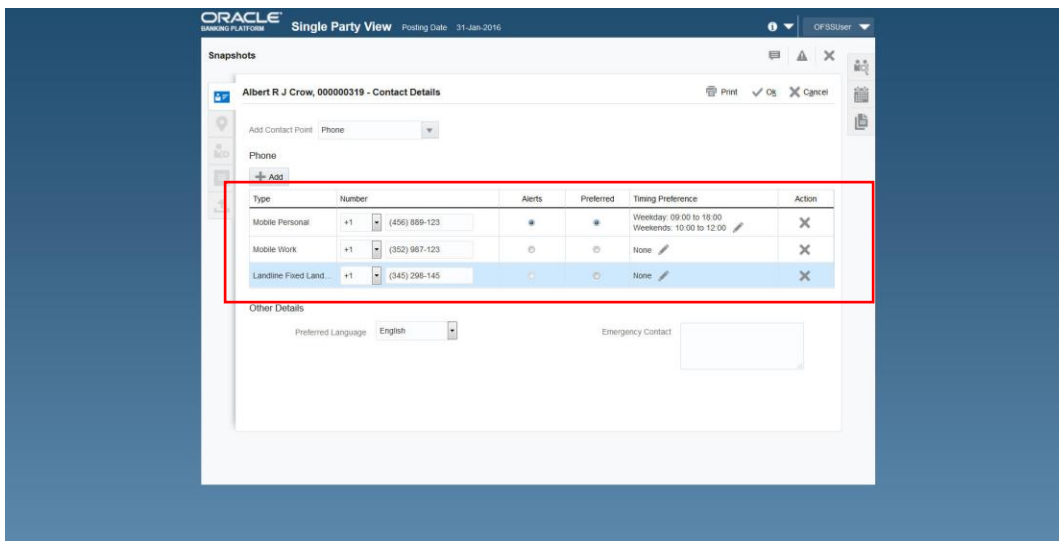 ORACLE
BANKING PLATFORM
Single Party View Posting Date 31-Jan-2016
OFSSUser
Snapshots
Albert R J Crow, 000000319 - Contact Details Print Ok Cancel
Add Contact Point Phone
Phone
Add
Type Number Alerts Preferred Timing Preference Action
Mobile Personal +1 (456) 889-123 Weekday: 09:00 to 18:00
Weekends: 10:00 to 12:00
Mobile Work +1 (352) 987-123 None
Landline Fixed Land... +1 (345) 298-145 None
Other Details
Preferred Language English Emergency Contact